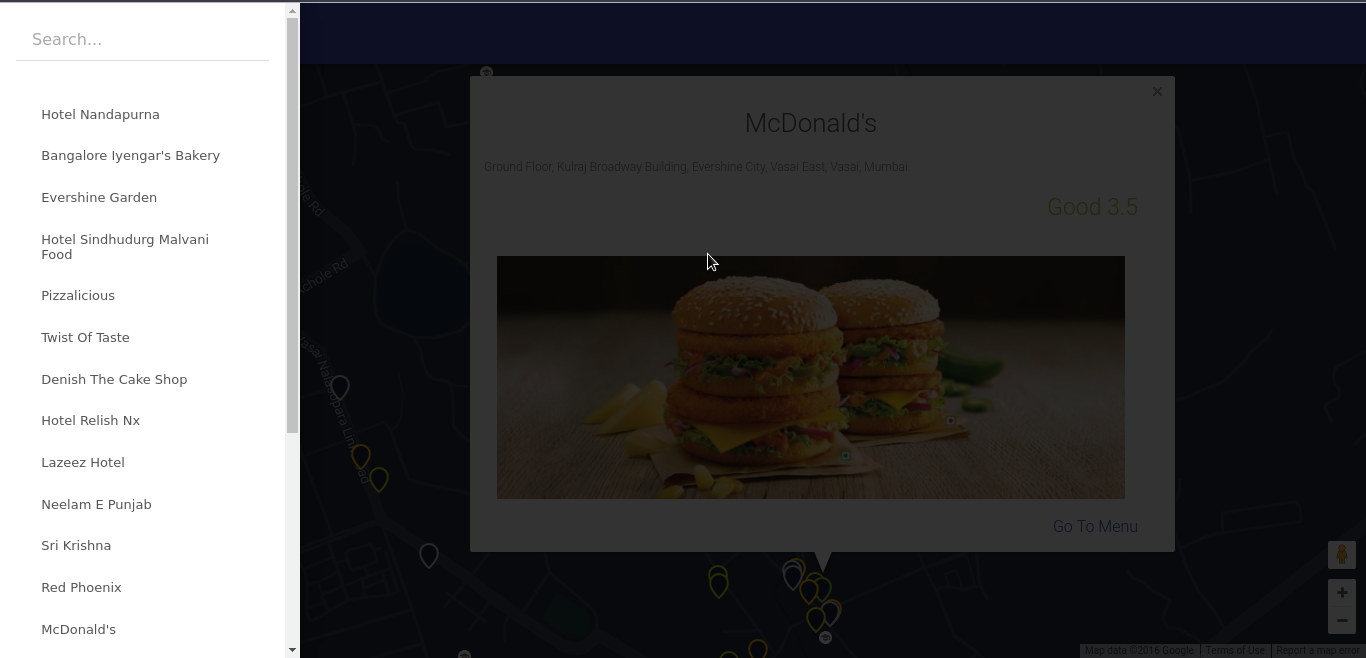 Search...
Hotel Nandapurna
Bangalore Iyengar's Bakery
Evershine Garden
Hotel Sindhudurg Malvani
Food
Pizzalicious
Twist Of Taste
Denish The Cake Shop
Hotel Relish Nx
Lazeez Hotel
Neelam E Punjab
Sri Krishna
Red Phoenix
McDonald's
×
McDonald's
Ground Floor, Kulraj Broadway Building, Evershine City, Vasai East, Vasai, Mumbai
Good 3.5
Go To Menu
Map data ©2016 Google
Terms of Use
Report a map error